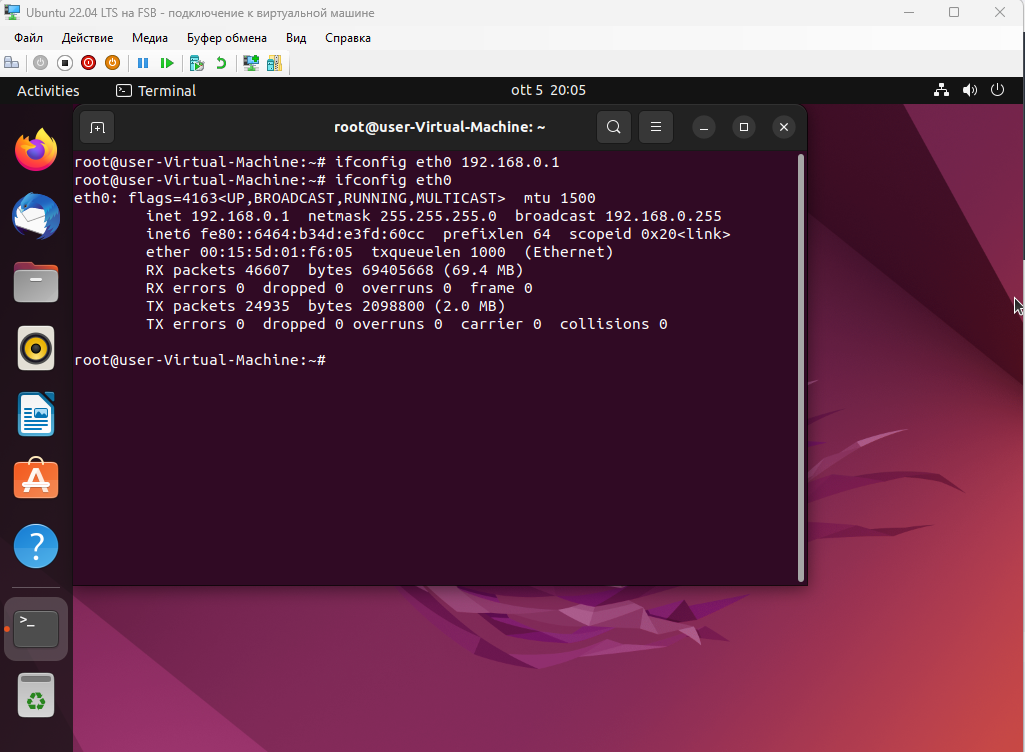 Ubuntu 22.04 LTS на FSB - подключение к виртуальной машине
Файл Действие Медиа Буфер обмена Вид Справка
Activities Terminal ott 5 20:05
root@user-Virtual-Machine: ~
root@user-Virtual-Machine:~# ifconfig eth0 192.168.0.1
root@user-Virtual-Machine:~# ifconfig eth0
eth0: flags=4163<UP,BROADCAST,RUNNING,MULTICAST>  mtu 1500
        inet 192.168.0.1  netmask 255.255.255.0  broadcast 192.168.0.255
        inet6 fe80::6464:b34d:e3fd:60cc  prefixlen 64  scopeid 0x20<link>
        ether 00:15:5d:01:f6:05  txqueuelen 1000  (Ethernet)
        RX packets 46607  bytes 69405668 (69.4 MB)
        RX errors 0  dropped 0  overruns 0  frame 0
        TX packets 24935  bytes 2098800 (2.0 MB)
        TX errors 0  dropped 0 overruns 0  carrier 0  collisions 0
root@user-Virtual-Machine:~#